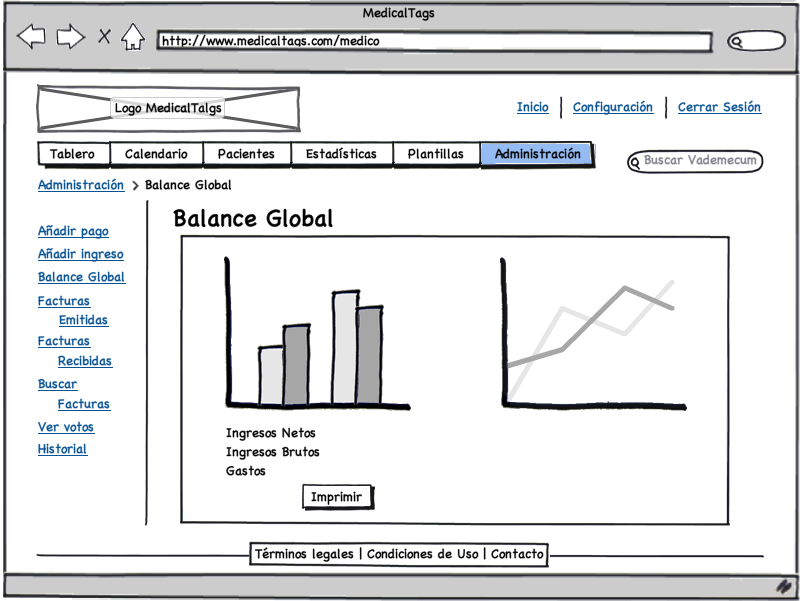 MedicalTags
http://www.medicaltags.com/medico
Logo MedicalTalgs
Inicio | Configuración | Cerrar Sesión
Tablero Calendario Pacientes Estadísticas Plantillas Administración
Buscar Vademecum
Administración > Balance Global
Balance Global
Añadir pago
Añadir ingreso
Balance Global
Facturas
Emitidas
Facturas
Recibidas
Buscar
Facturas
Ver votos
Historial
Ingresos Netos
Ingresos Brutos
Gastos
Imprimir
Términos legales | Condiciones de Uso | Contacto